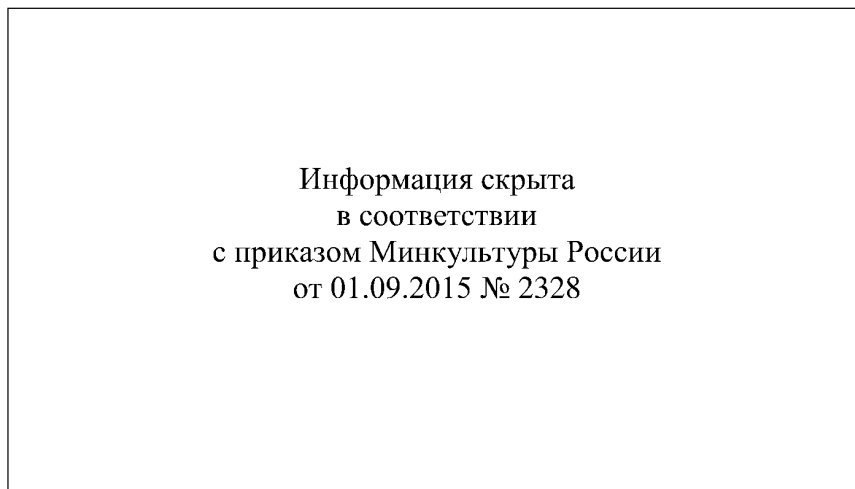 Информация скрыта
в соответствии
с приказом Минкультуры России
от 01.09.2015 № 2328